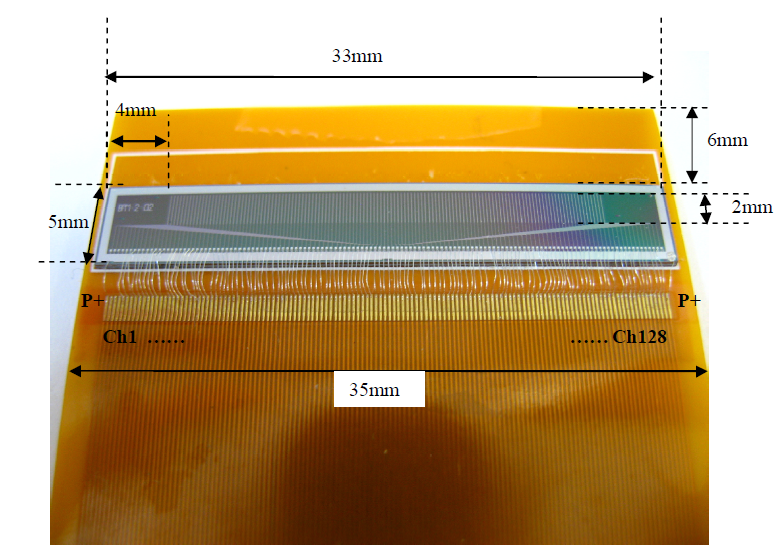 33mm
4mm
6mm
2mm
5mm
P+ P+
Ch1 ...... ...... Ch128
35mm